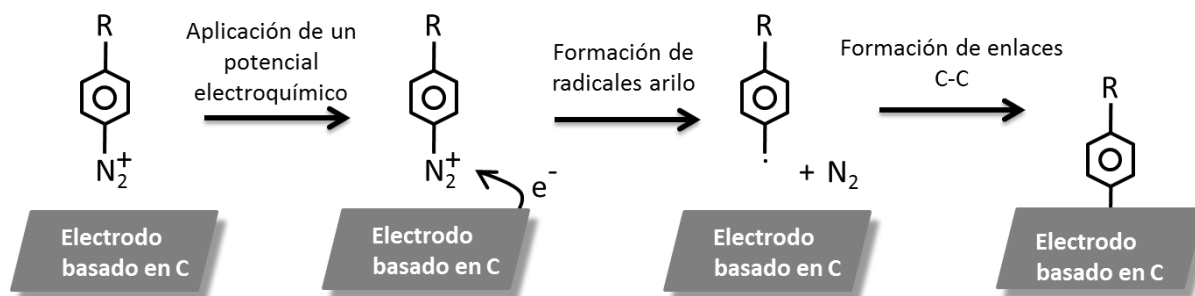 Aplicación de un
potencial
electroquímico
Formación de
radicales arilo
Formación de enlaces
C-C
R
N₂⁺
R
N₂⁺
e⁻
R
·
+ N₂
R
Electrodo
basado en C
Electrodo
basado en C
Electrodo
basado en C
Electrodo
basado en C